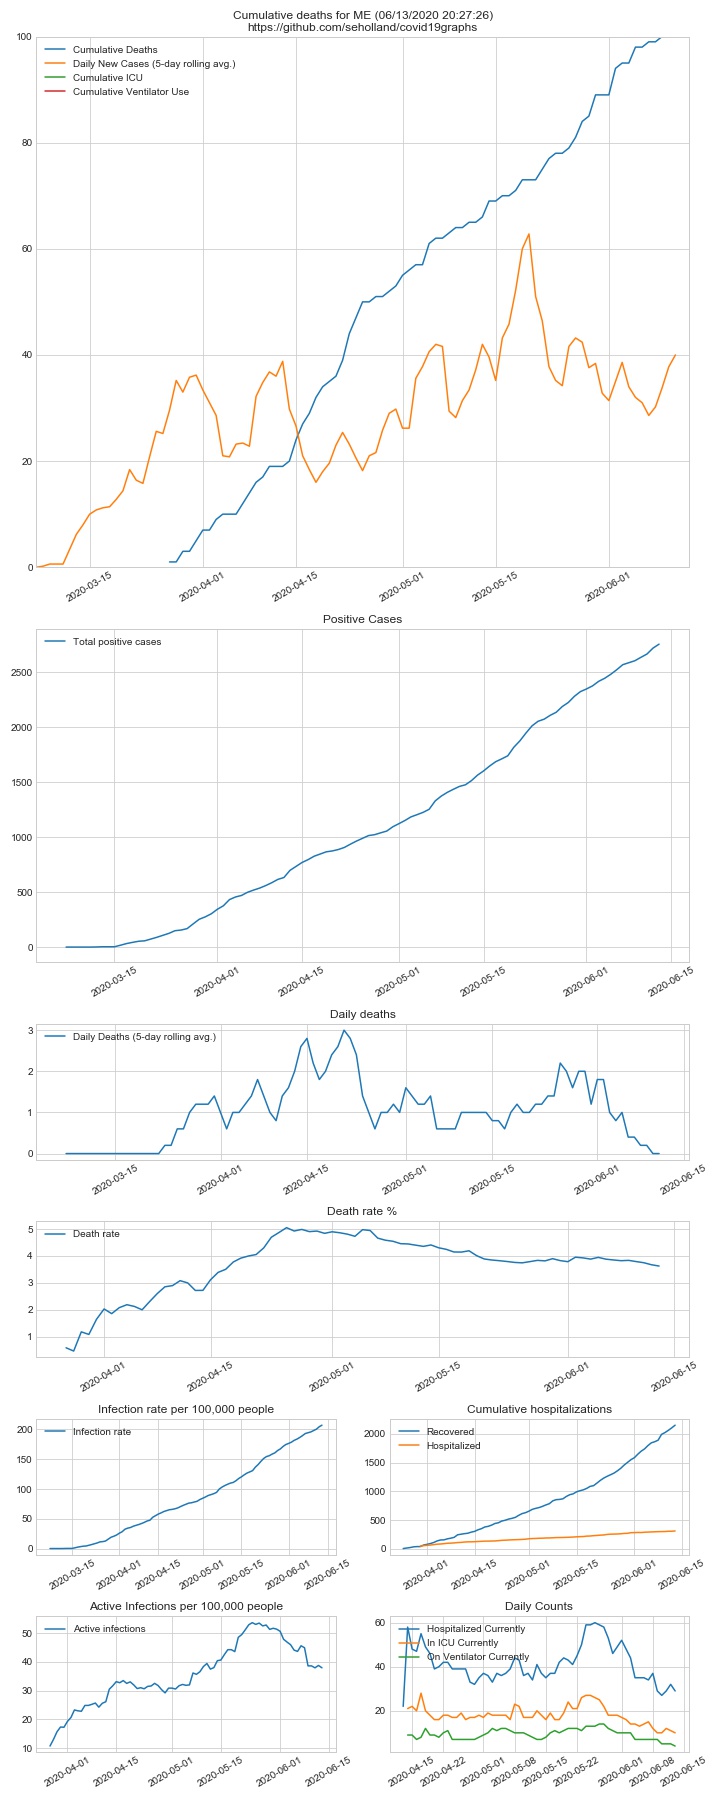 Cumulative deaths for ME (06/13/2020 20:27:26)
https://github.com/seholland/covid19graphs
Cumulative Deaths
Daily New Cases (5-day rolling avg.)
Cumulative ICU
Cumulative Ventilator Use
100
80
60
40
20
0
2020-03-15 2020-04-01 2020-04-15 2020-05-01 2020-05-15 2020-06-01
Positive Cases
Total positive cases
2500
2000
1500
1000
500
0
2020-03-15 2020-04-01 2020-04-15 2020-05-01 2020-05-15 2020-06-01 2020-06-15
Daily deaths
Daily Deaths (5-day rolling avg.)
3
2
1
0
2020-03-15 2020-04-01 2020-04-15 2020-05-01 2020-05-15 2020-06-01 2020-06-15
Death rate %
Death rate
5
4
3
2
1
2020-04-01 2020-04-15 2020-05-01 2020-05-15 2020-06-01 2020-06-15
Infection rate per 100,000 people
Infection rate
200
150
100
50
0
2020-03-15 2020-04-01 2020-04-15 2020-05-01 2020-05-15 2020-06-01 2020-06-15
Cumulative hospitalizations
Recovered
Hospitalized
2000
1500
1000
500
0
2020-04-01 2020-04-15 2020-05-01 2020-05-15 2020-06-01 2020-06-15
Active Infections per 100,000 people
Active infections
50
40
30
20
10
2020-04-01 2020-04-15 2020-05-01 2020-05-15 2020-06-01 2020-06-15
Daily Counts
Hospitalized Currently
In ICU Currently
On Ventilator Currently
60
40
20
2020-04-15 2020-04-22 2020-05-01 2020-05-08 2020-05-15 2020-05-22 2020-06-01 2020-06-08 2020-06-15